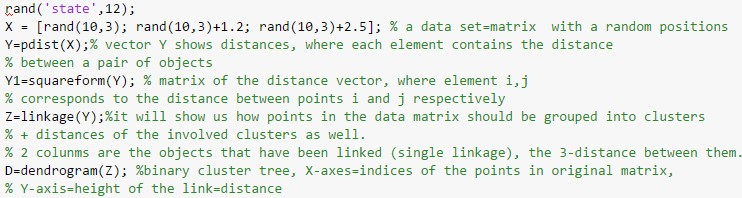 rand('state',12);
X = [rand(10,3); rand(10,3)+1.2; rand(10,3)+2.5]; % a data set=matrix  with a random positions
Y=pdist(X);% vector Y shows distances, where each element contains the distance
% between a pair of objects
Y1=squareform(Y); % matrix of the distance vector, where element i,j
% corresponds to the distance between points i and j respectively
Z=linkage(Y);%it will show us how points in the data matrix should be grouped into clusters
% + distances of the involved clusters as well.
% 2 colunms are the objects that have been linked (single linkage), the 3-distance between them.
D=dendrogram(Z); %binary cluster tree, X-axes=indices of the points in original matrix,
% Y-axis=height of the link=distance